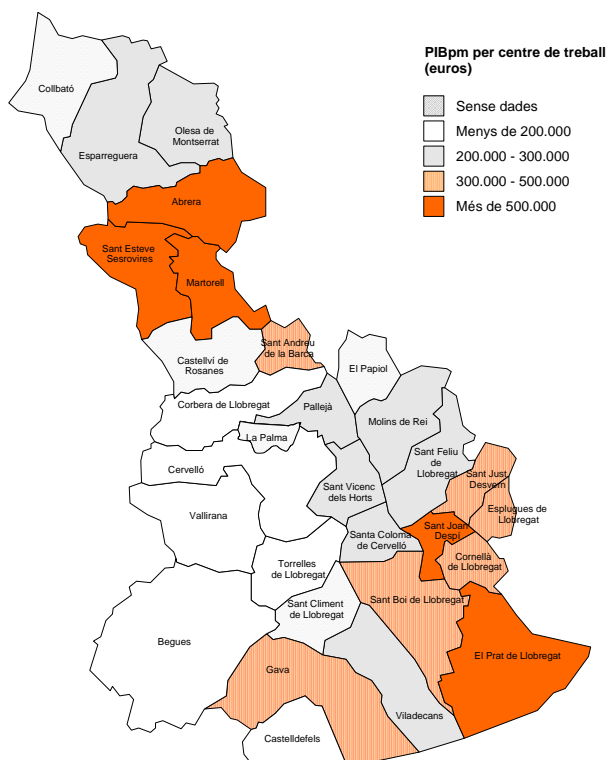 PIBpm per centre de treball
(euros)
Sense dades
Menys de 200.000
200.000 - 300.000
300.000 - 500.000
Més de 500.000
Collbató
Olesa de
Montserrat
Esparreguera
Abrera
Sant Esteve
Sesrovires
Martorell
Sant Andreu
de la Barca
Castellví de
Rosanes
El Papiol
Corbera de Llobregat
Pallejà
Molins de Rei
La Palma
Sant Feliu
de
Llobregat
Cervelló
Sant Just
Desvern
Sant Vicenc
dels Horts
Esplugues de
Llobregat
Vallirana
Sant Joan
Despí
Santa Coloma
de Cervelló
Cornellà
de Llobregat
Torrelles
de Llobregat
Sant Climent
de Llobregat
Sant Boi de Llobregat
Begues
El Prat de Llobregat
Gava
Viladecans
Castelldefels